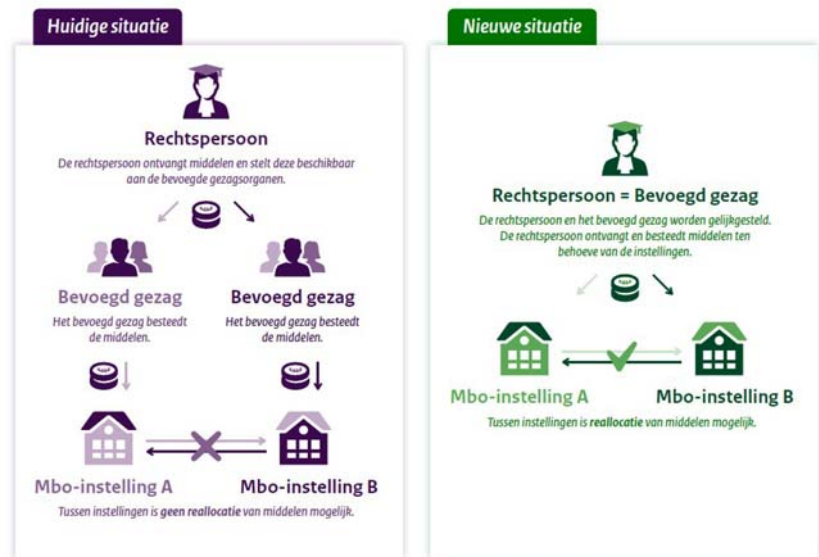 Huidige situatie
Rechtspersoon
De rechtspersoon ontvangt middelen en stelt deze beschikbaar
aan de bevoegde gezagsorganen.
Bevoegd gezag
Het bevoegd gezag besteedt
de middelen.
Bevoegd gezag
Het bevoegd gezag besteedt
de middelen.
Mbo-instelling A
Mbo-instelling B
Tussen instellingen is geen reallocatie van middelen mogelijk.
Nieuwe situatie
Rechtspersoon = Bevoegd gezag
De rechtspersoon en het bevoegd gezag worden gelijkgesteld.
De rechtspersoon ontvangt en besteedt middelen ten
behoeve van de instellingen.
Mbo-instelling A
Mbo-instelling B
Tussen instellingen is reallocatie van middelen mogelijk.